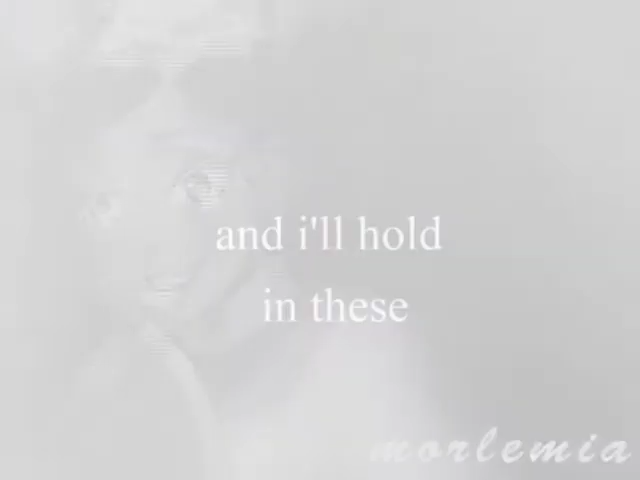 and i'll hold
in these
morlemia